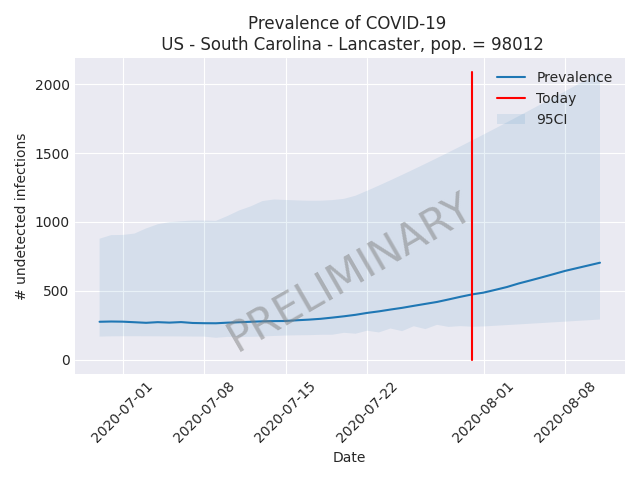 Prevalence of COVID-19
US - South Carolina - Lancaster, pop. = 98012
Prevalence
Today
95CI
PRELIMINARY
# undetected infections
2000
1500
1000
500
0
2020-07-01
2020-07-08
2020-07-15
2020-07-22
2020-08-01
2020-08-08
Date